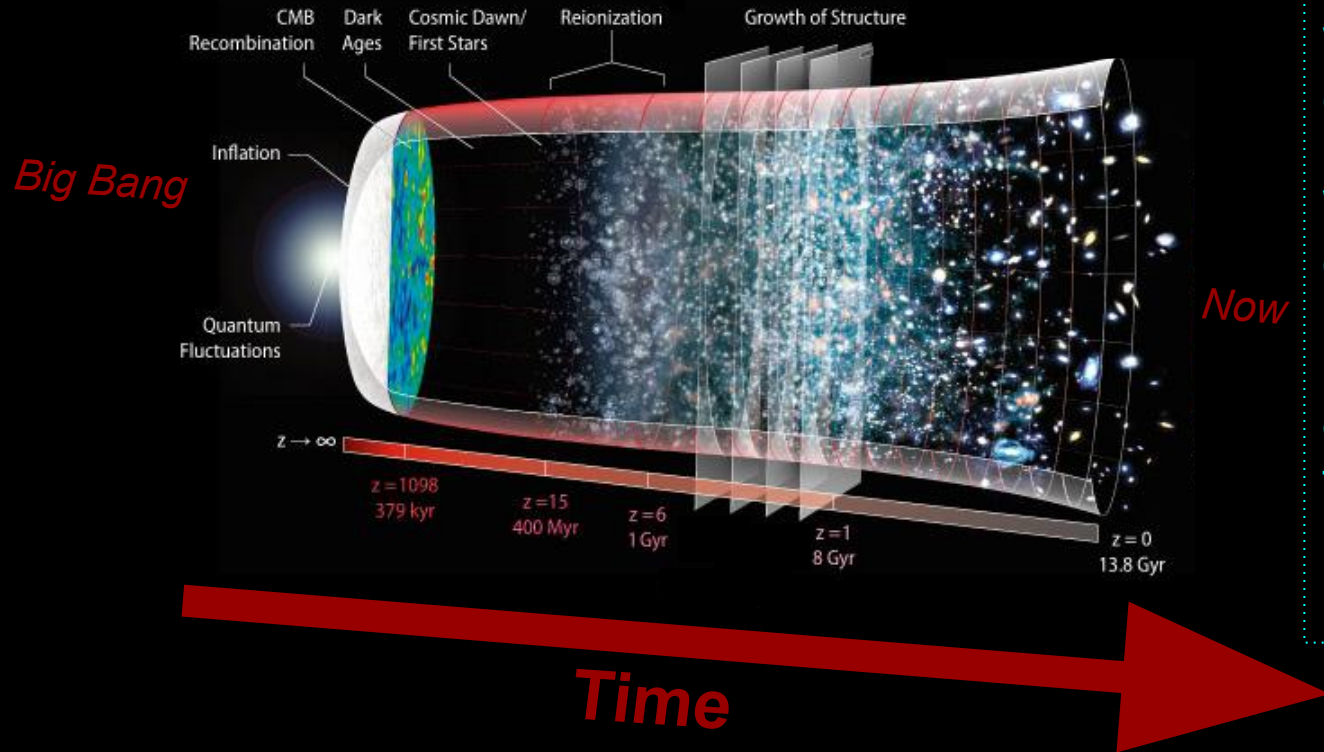 CMB
Recombination
Dark
Ages
Cosmic Dawn/
First Stars
Reionization
Growth of Structure
Inflation
Big Bang
Quantum
Fluctuations
Now
z → ∞
z=1098
379 kyr
z=15
400 Myr
z=6
1 Gyr
z=1
8 Gyr
z=0
13.8 Gyr
Time